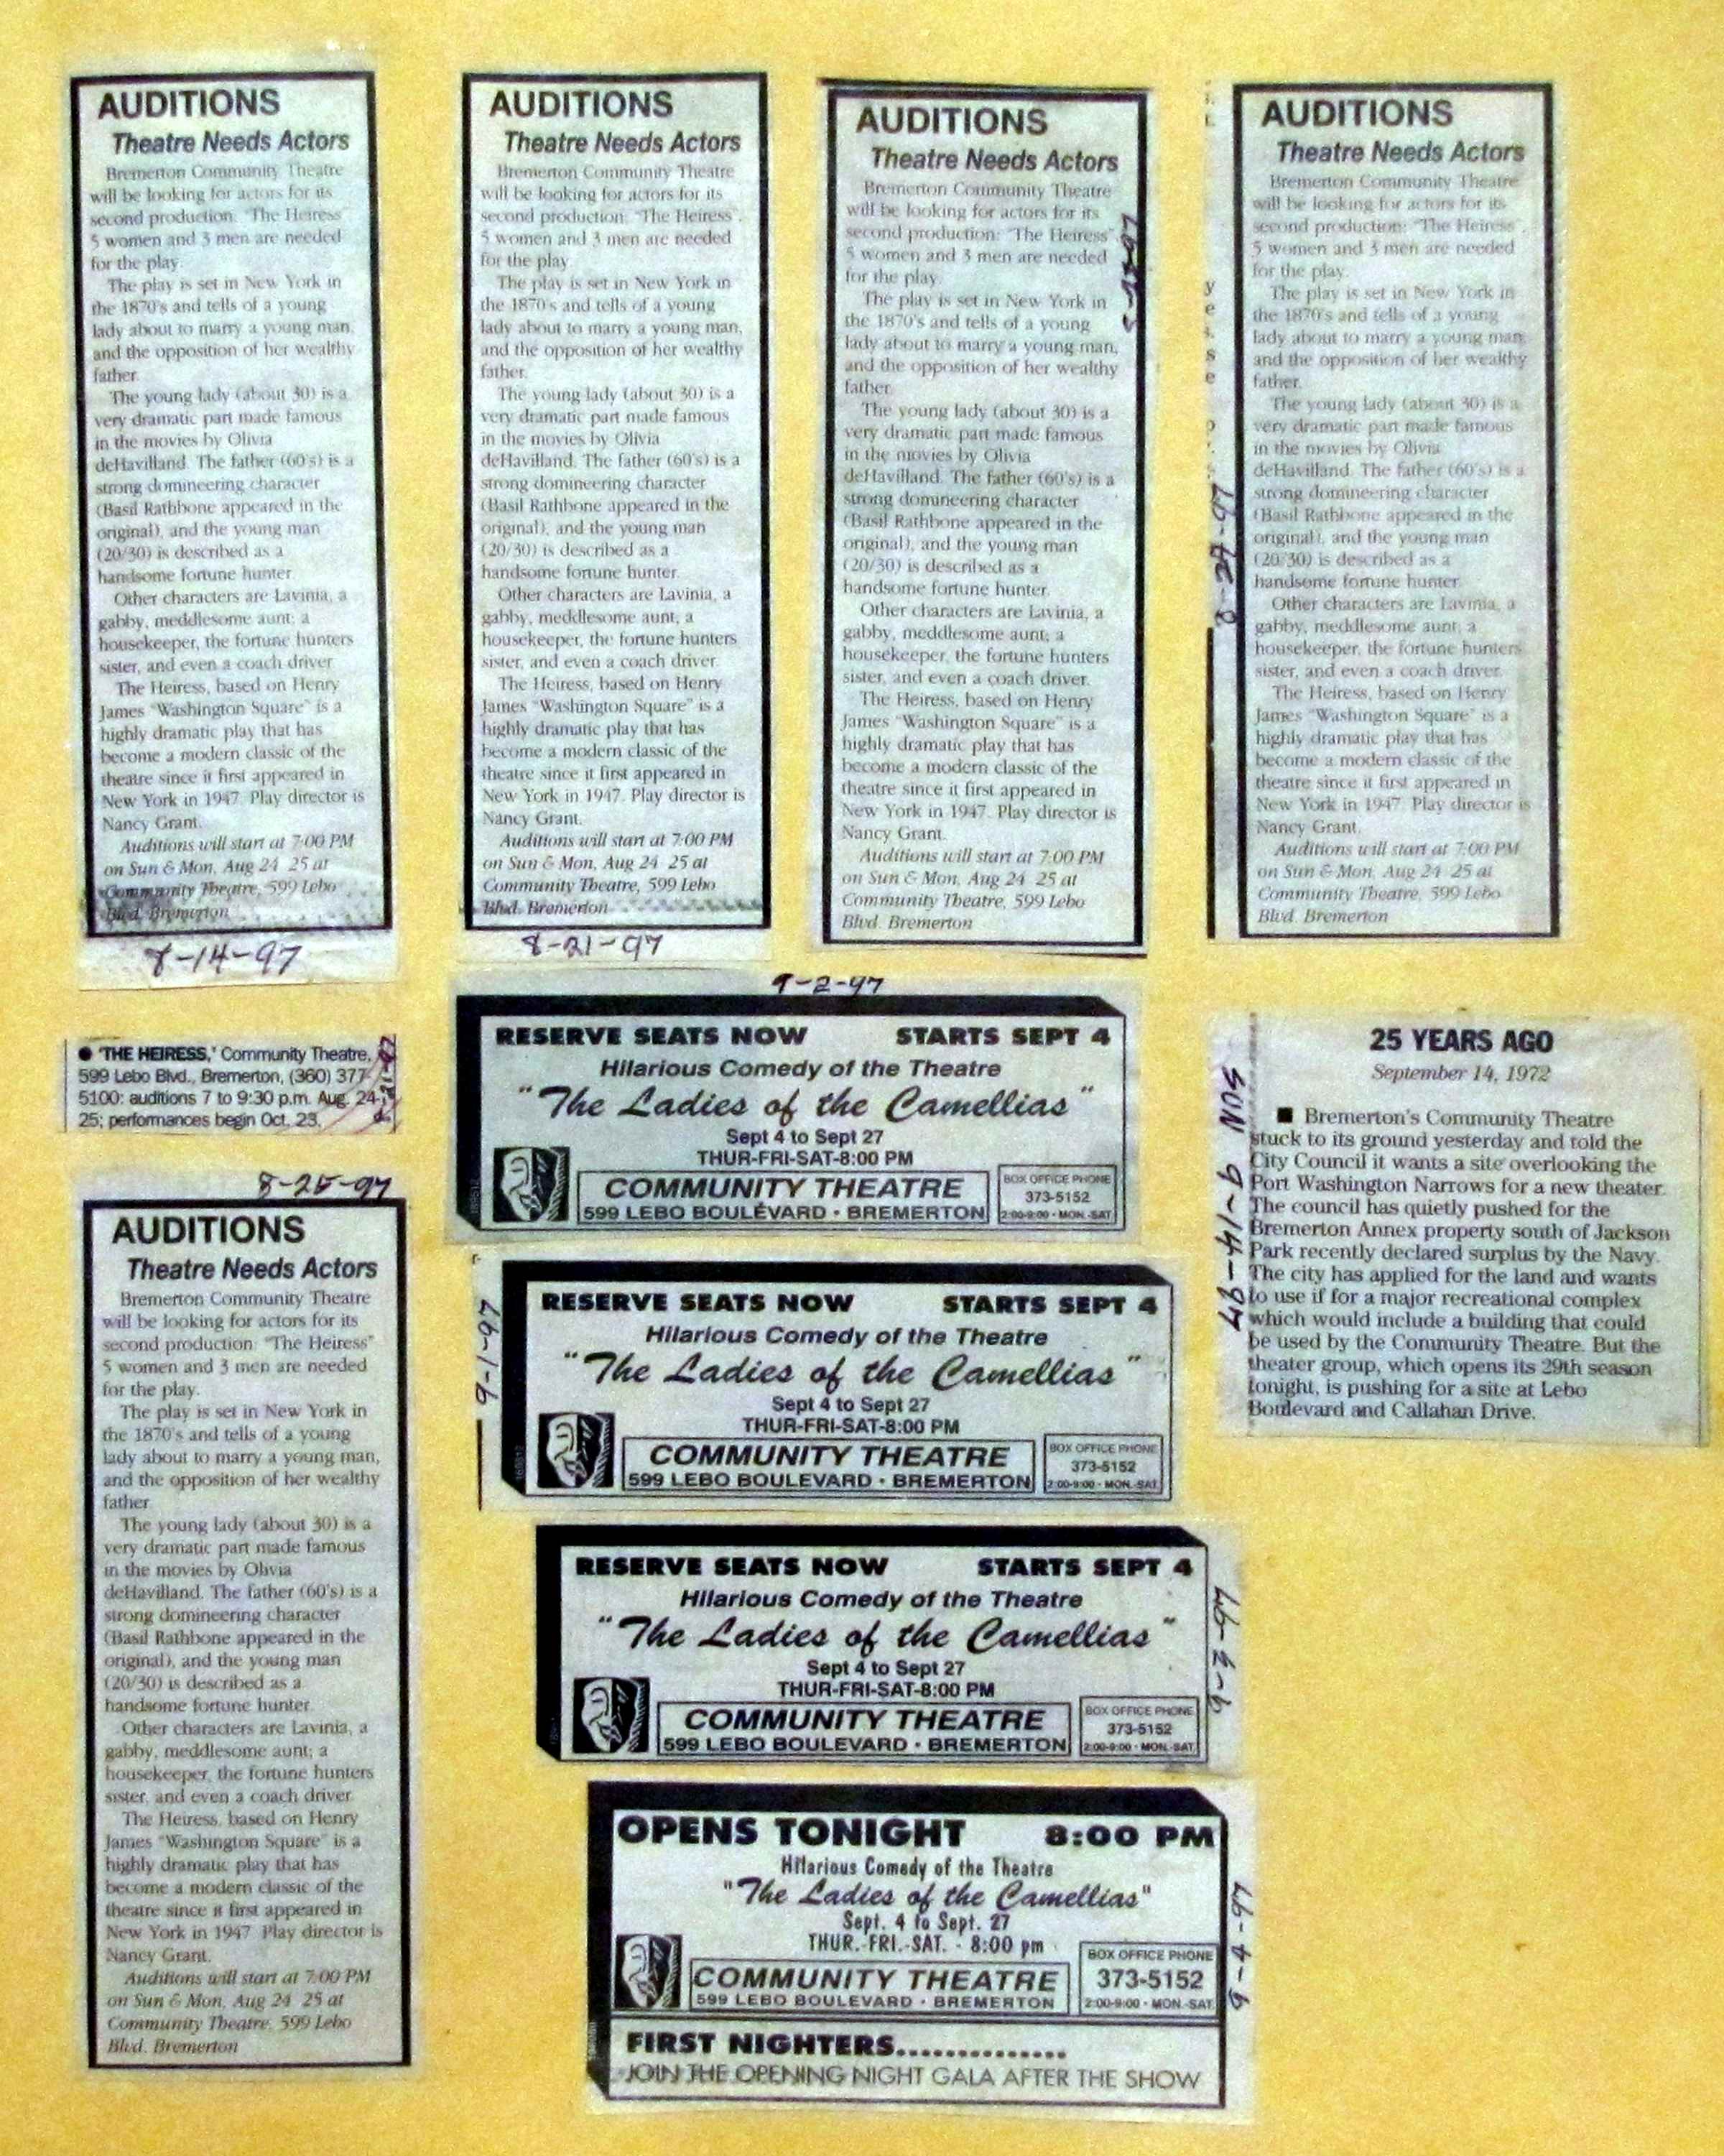 AUDITIONS
Theatre Needs Actors
Bremerton Community Theatre
will be looking for actors for its
second production: "The Heiress"
5 women and 3 men are needed
for the play.
The play is set in New York in
the 1870's and tells of a young
lady about to marry a young man,
and the opposition of her wealthy
father.
The young lady (about 30) is a
very dramatic part made famous
in the movies by Olivia
deHavilland. The father (60's) is a
strong domineering character
(Basil Rathbone appeared in the
original), and the young man
(20/30) is described as a
handsome fortune hunter.
Other characters are Lavinia, a
gabby, meddlesome aunt; a
housekeeper, the fortune hunters
sister, and even a coach driver.
The Heiress, based on Henry
James "Washington Square" is a
highly dramatic play that has
become a modern classic of the
theatre since it first appeared in
New York in 1947. Play director is
Nancy Grant.
Auditions will start at 7:00 PM
on Sun & Mon, Aug 24 25 at
Community Theatre, 599 Lebo
Blvd. Bremerton
8-14-97
AUDITIONS
Theatre Needs Actors
Bremerton Community Theatre
will be looking for actors for its
second production: "The Heiress".
5 women and 3 men are needed
for the play.
The play is set in New York in
the 1870's and tells of a young
lady about to marry a young man,
and the opposition of her wealthy
father.
The young lady (about 30) is a
very dramatic part made famous
in the movies by Olivia
deHavilland. The father (60's) is a
strong domineering character
(Basil Rathbone appeared in the
original), and the young man
(20/30) is described as a
handsome fortune hunter.
Other characters are Lavinia, a
gabby, meddlesome aunt; a
housekeeper, the fortune hunters
sister, and even a coach driver.
The Heiress, based on Henry
James "Washington Square" is a
highly dramatic play that has
become a modern classic of the
theatre since it first appeared in
New York in 1947. Play director is
Nancy Grant.
Auditions will start at 7:00 PM
on Sun & Mon, Aug 24 25 at
Community Theatre, 599 Lebo
Blvd. Bremerton
8-21-97
AUDITIONS
Theatre Needs Actors
Bremerton Community Theatre
will be looking for actors for its
second production: "The Heiress"
5 women and 3 men are needed
for the play.
The play is set in New York in
the 1870's and tells of a young
lady about to marry a young man,
and the opposition of her wealthy
father.
The young lady (about 30) is a
very dramatic part made famous
in the movies by Olivia
deHavilland. The father (60's) is a
strong domineering character
(Basil Rathbone appeared in the
original), and the young man
(20/30) is described as a
handsome fortune hunter.
Other characters are Lavinia, a
gabby, meddlesome aunt; a
housekeeper, the fortune hunters
sister, and even a coach driver.
The Heiress, based on Henry
James "Washington Square" is a
highly dramatic play that has
become a modern classic of the
theatre since it first appeared in
New York in 1947. Play director is
Nancy Grant.
Auditions will start at 7:00 PM
on Sun & Mon, Aug 24 25 at
Community Theatre, 599 Lebo
Blvd. Bremerton
8-24-97
AUDITIONS
Theatre Needs Actors
Bremerton Community Theatre
will be looking for actors for its
second production: "The Heiress".
5 women and 3 men are needed
for the play.
The play is set in New York in
the 1870's and tells of a young
lady about to marry a young man,
and the opposition of her wealthy
father.
The young lady (about 30) is a
very dramatic part made famous
in the movies by Olivia
deHavilland. The father (60's) is a
strong domineering character
(Basil Rathbone appeared in the
original), and the young man
(20/30) is described as a
handsome fortune hunter.
Other characters are Lavinia, a
gabby, meddlesome aunt; a
housekeeper, the fortune hunters
sister, and even a coach driver.
The Heiress, based on Henry
James "Washington Square" is a
highly dramatic play that has
become a modern classic of the
theatre since it first appeared in
New York in 1947. Play director is
Nancy Grant.
Auditions will start at 7:00 PM
on Sun & Mon, Aug 24 25 at
Community Theatre, 599 Lebo
Blvd. Bremerton
● 'THE HEIRESS,' Community Theatre,
599 Lebo Blvd., Bremerton, (360) 377-
5100: auditions 7 to 9:30 p.m. Aug. 24-
25; performances begin Oct. 23.
8-25-97
AUDITIONS
Theatre Needs Actors
Bremerton Community Theatre
will be looking for actors for its
second production: "The Heiress"
5 women and 3 men are needed
for the play.
The play is set in New York in
the 1870's and tells of a young
lady about to marry a young man,
and the opposition of her wealthy
father.
The young lady (about 30) is a
very dramatic part made famous
in the movies by Olivia
deHavilland. The father (60's) is a
strong domineering character
(Basil Rathbone appeared in the
original), and the young man
(20/30) is described as a
handsome fortune hunter.
Other characters are Lavinia, a
gabby, meddlesome aunt; a
housekeeper, the fortune hunters
sister, and even a coach driver.
The Heiress, based on Henry
James "Washington Square" is a
highly dramatic play that has
become a modern classic of the
theatre since it first appeared in
New York in 1947. Play director is
Nancy Grant.
Auditions will start at 7:00 PM
on Sun & Mon, Aug 24 25 at
Community Theatre, 599 Lebo
Blvd. Bremerton
9-2-97
RESERVE SEATS NOW STARTS SEPT 4
Hilarious Comedy of the Theatre
"The Ladies of the Camellias"
Sept 4 to Sept 27
THUR-FRI-SAT-8:00 PM
COMMUNITY THEATRE
599 LEBO BOULEVARD • BREMERTON
BOX OFFICE PHONE
373-5152
2:00-9:00 • MON.-SAT.
9-1-97
RESERVE SEATS NOW STARTS SEPT 4
Hilarious Comedy of the Theatre
"The Ladies of the Camellias"
Sept 4 to Sept 27
THUR-FRI-SAT-8:00 PM
COMMUNITY THEATRE
599 LEBO BOULEVARD • BREMERTON
BOX OFFICE PHONE
373-5152
2:00-9:00 • MON.-SAT.
RESERVE SEATS NOW STARTS SEPT 4
Hilarious Comedy of the Theatre
"The Ladies of the Camellias"
Sept 4 to Sept 27
THUR-FRI-SAT-8:00 PM
COMMUNITY THEATRE
599 LEBO BOULEVARD • BREMERTON
BOX OFFICE PHONE
373-5152
2:00-9:00 • MON.-SAT.
9-3-97
OPENS TONIGHT 8:00 PM
Hilarious Comedy of the Theatre
"The Ladies of the Camellias"
Sept. 4 to Sept. 27
THUR.-FRI.-SAT. - 8:00 pm
COMMUNITY THEATRE
599 LEBO BOULEVARD • BREMERTON
BOX OFFICE PHONE
373-5152
2:00-9:00 • MON.-SAT.
FIRST NIGHTERS..............
JOIN THE OPENING NIGHT GALA AFTER THE SHOW
9-4-97
SUN 9-14-97
25 YEARS AGO
September 14, 1972
■ Bremerton's Community Theatre
stuck to its ground yesterday and told the
City Council it wants a site overlooking the
Port Washington Narrows for a new theater.
The council has quietly pushed for the
Bremerton Annex property south of Jackson
Park recently declared surplus by the Navy.
The city has applied for the land and wants
to use if for a major recreational complex
which would include a building that could
be used by the Community Theatre. But the
theater group, which opens its 29th season
tonight, is pushing for a site at Lebo
Boulevard and Callahan Drive.